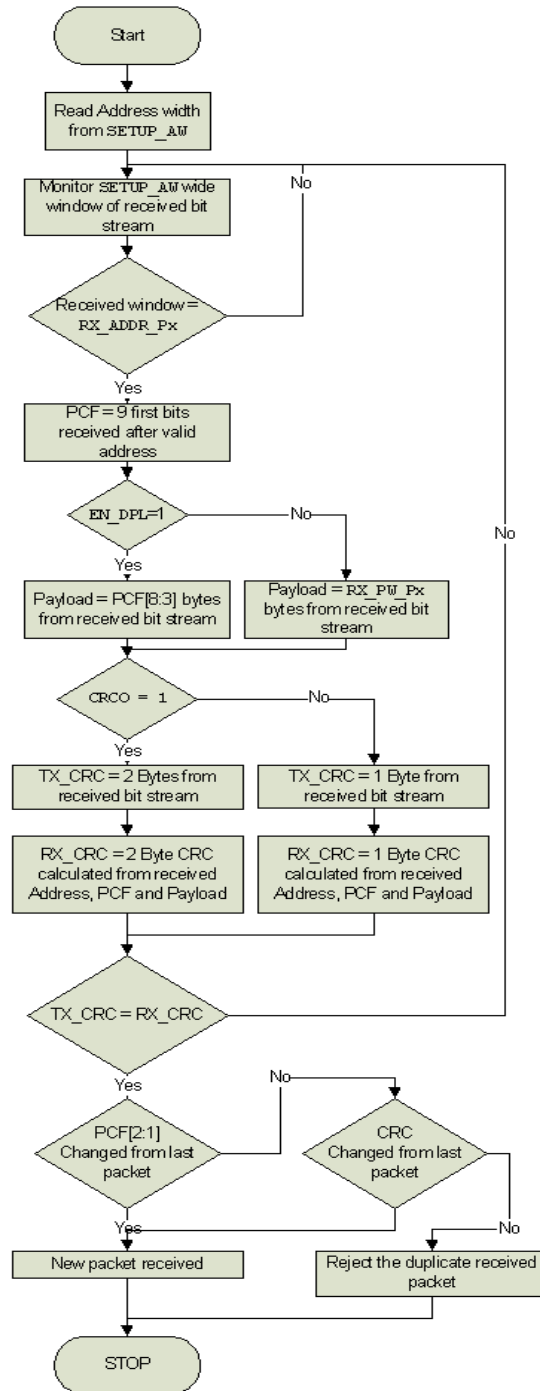 Start
Read Address width
from SETUP_AW
No
Monitor SETUP_AW wide
window of received bit
stream
Received window =
RX_ADDR_Px
Yes
PCF = 9 first bits
received after valid
address
EN_DPL=1
No
No
Yes
Payload = PCF[8:3] bytes
from received bit stream
Payload = RX_PW_Px
bytes from received bit
stream
CRCO = 1
No
Yes
TX_CRC = 2 Bytes from
received bit stream
TX_CRC = 1 Byte from
received bit stream
RX_CRC = 2 Byte CRC
calculated from received
Address, PCF and Payload
RX_CRC = 1 Byte CRC
calculated from received
Address, PCF and Payload
TX_CRC = RX_CRC
Yes
No
PCF[2:1]
Changed from last
packet
CRC
Changed from last
packet
Yes
No
New packet received
Reject the duplicate received
packet
STOP